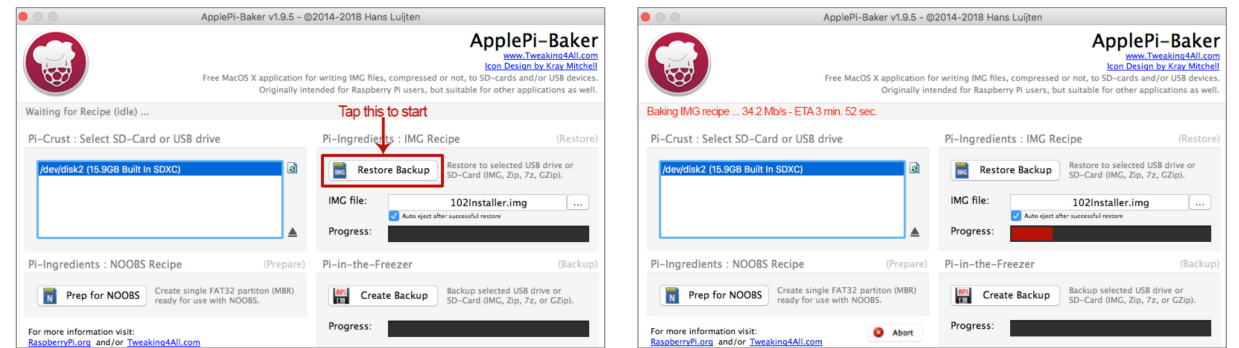 ApplePi-Baker v1.9.5 - ©2014-2018 Hans Luijten
ApplePi-Baker
www.Tweaking4All.com
Icon Design by Kray Mitchell
Free MacOS X application for writing IMG files, compressed or not, to SD-cards and/or USB devices.
Originally intended for Raspberry Pi users, but suitable for other applications as well.
Waiting for Recipe (idle) ...
Tap this to start
Pi-Crust : Select SD-Card or USB drive
/dev/disk2 (15.9GB Built In SDXC)
Pi-Ingredients : IMG Recipe (Restore)
IMG
Restore Backup
Restore to selected USB drive or
SD-Card (IMG, Zip, 7z, GZip).
IMG file: 102Installer.img ...
Auto eject after successful restore
Progress:
Pi-Ingredients : NOOBS Recipe (Prepare)
N
Prep for NOOBS
Create single FAT32 partiton (MBR)
ready for use with NOOBS.
Pi-in-the-Freezer (Backup)
RPi
Create Backup
Backup selected USB drive or
SD-Card (IMG, Zip, 7z, or GZip).
Progress:
For more information visit:
RaspberryPi.org and/or Tweaking4All.com
ApplePi-Baker v1.9.5 - ©2014-2018 Hans Luijten
ApplePi-Baker
www.Tweaking4All.com
Icon Design by Kray Mitchell
Free MacOS X application for writing IMG files, compressed or not, to SD-cards and/or USB devices.
Originally intended for Raspberry Pi users, but suitable for other applications as well.
Baking IMG recipe ... 34.2 Mb/s - ETA 3 min. 52 sec.
Pi-Crust : Select SD-Card or USB drive
/dev/disk2 (15.9GB Built In SDXC)
Pi-Ingredients : IMG Recipe (Restore)
IMG
Restore Backup
Restore to selected USB drive or
SD-Card (IMG, Zip, 7z, GZip).
IMG file: 102Installer.img ...
Auto eject after successful restore
Progress:
Pi-Ingredients : NOOBS Recipe (Prepare)
N
Prep for NOOBS
Create single FAT32 partiton (MBR)
ready for use with NOOBS.
Pi-in-the-Freezer (Backup)
RPi
Create Backup
Backup selected USB drive or
SD-Card (IMG, Zip, 7z, or GZip).
Progress:
For more information visit:
RaspberryPi.org and/or Tweaking4All.com
Abort